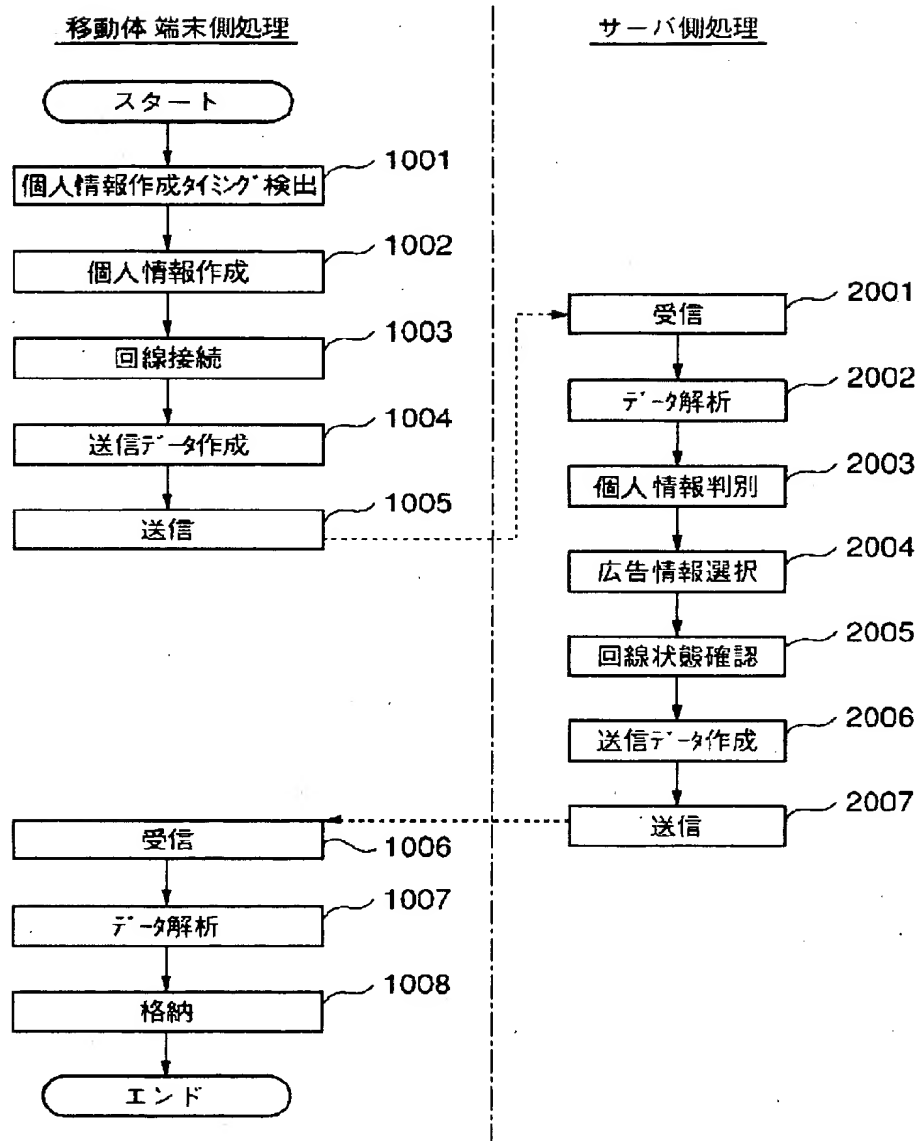 移動体端末側処理
スタート
個人情報作成タイミング検出
1001
個人情報作成
1002
回線接続
1003
送信データ作成
1004
送信
1005
サーバ側処理
受信
2001
データ解析
2002
個人情報判別
2003
広告情報選択
2004
回線状態確認
2005
送信データ作成
2006
送信
2007
受信
1006
データ解析
1007
格納
1008
エンド